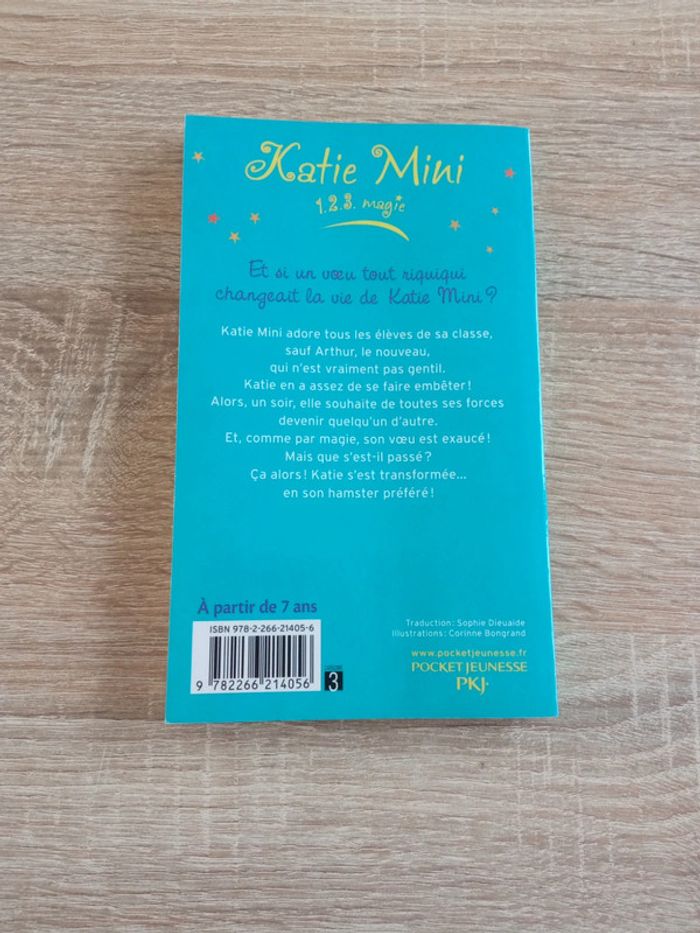 Katie Mini
1.2.3. magie
Et si un vœu tout riquiqui
changeait la vie de Katie Mini ?
Katie Mini adore tous les élèves de sa classe,
sauf Arthur, le nouveau,
qui n'est vraiment pas gentil.
Katie en a assez de se faire embêter !
Alors, un soir, elle souhaite de toutes ses forces
devenir quelqu'un d'autre.
Et, comme par magie, son vœu est exaucé !
Mais que s'est-il passé ?
Ça alors ! Katie s'est transformée...
en son hamster préféré !
À partir de 7 ans
ISBN 978-2-266-21405-6
9 782266 214056
3
Traduction : Sophie Dieuaide
Illustrations : Corinne Bongrand
www.pocketjeunesse.fr
POCKET JEUNESSE
PKJ·